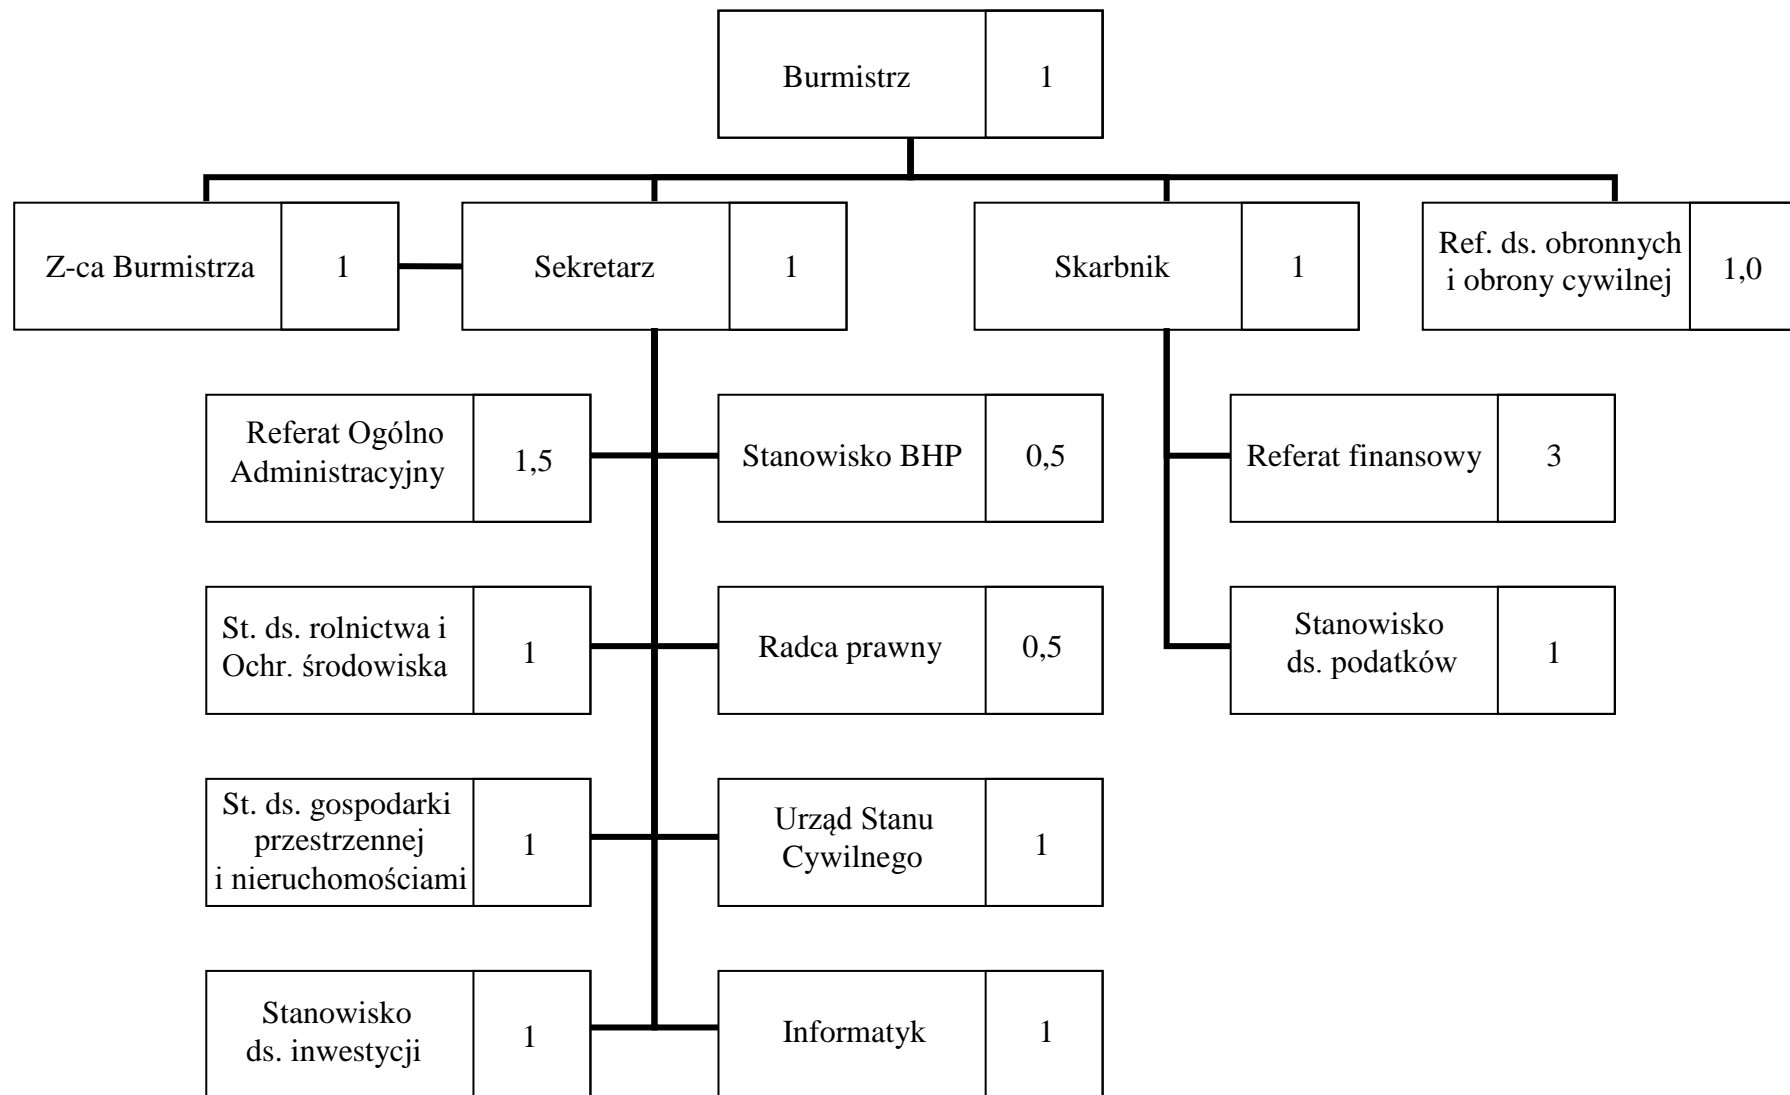 Burmistrz
1
Z-ca Burmistrza
1
Sekretarz
1
Skarbnik
1
Ref. ds. obronnych
i obrony cywilnej
1,0
Referat Ogólno
Administracyjny
1,5
Stanowisko BHP
0,5
Referat finansowy
3
St. ds. rolnictwa i
Ochr. środowiska
1
Radca prawny
0,5
Stanowisko
ds. podatków
1
St. ds. gospodarki
przestrzennej
i nieruchomościami
1
Urząd Stanu
Cywilnego
1
Stanowisko
ds. inwestycji
1
Informatyk
1